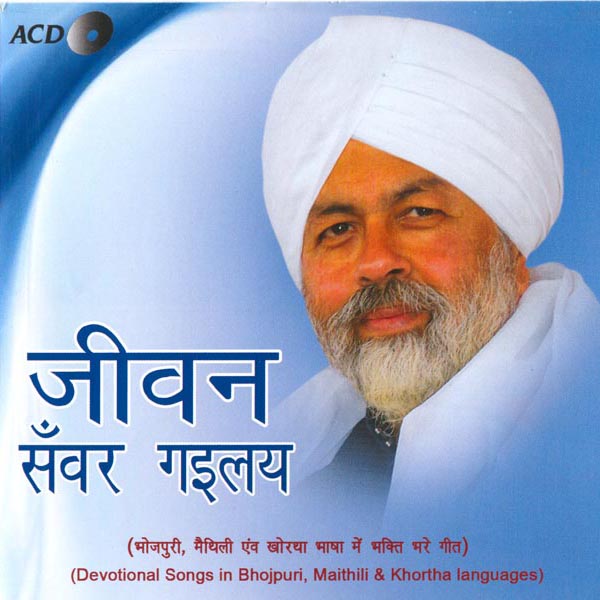 ACD
जीवन
सँवर गइलय
(भोजपुरी, मैथिली एंव खोरथा भाषा में भक्ति भरे गीत)
(Devotional Songs in Bhojpuri, Maithili & Khortha languages)